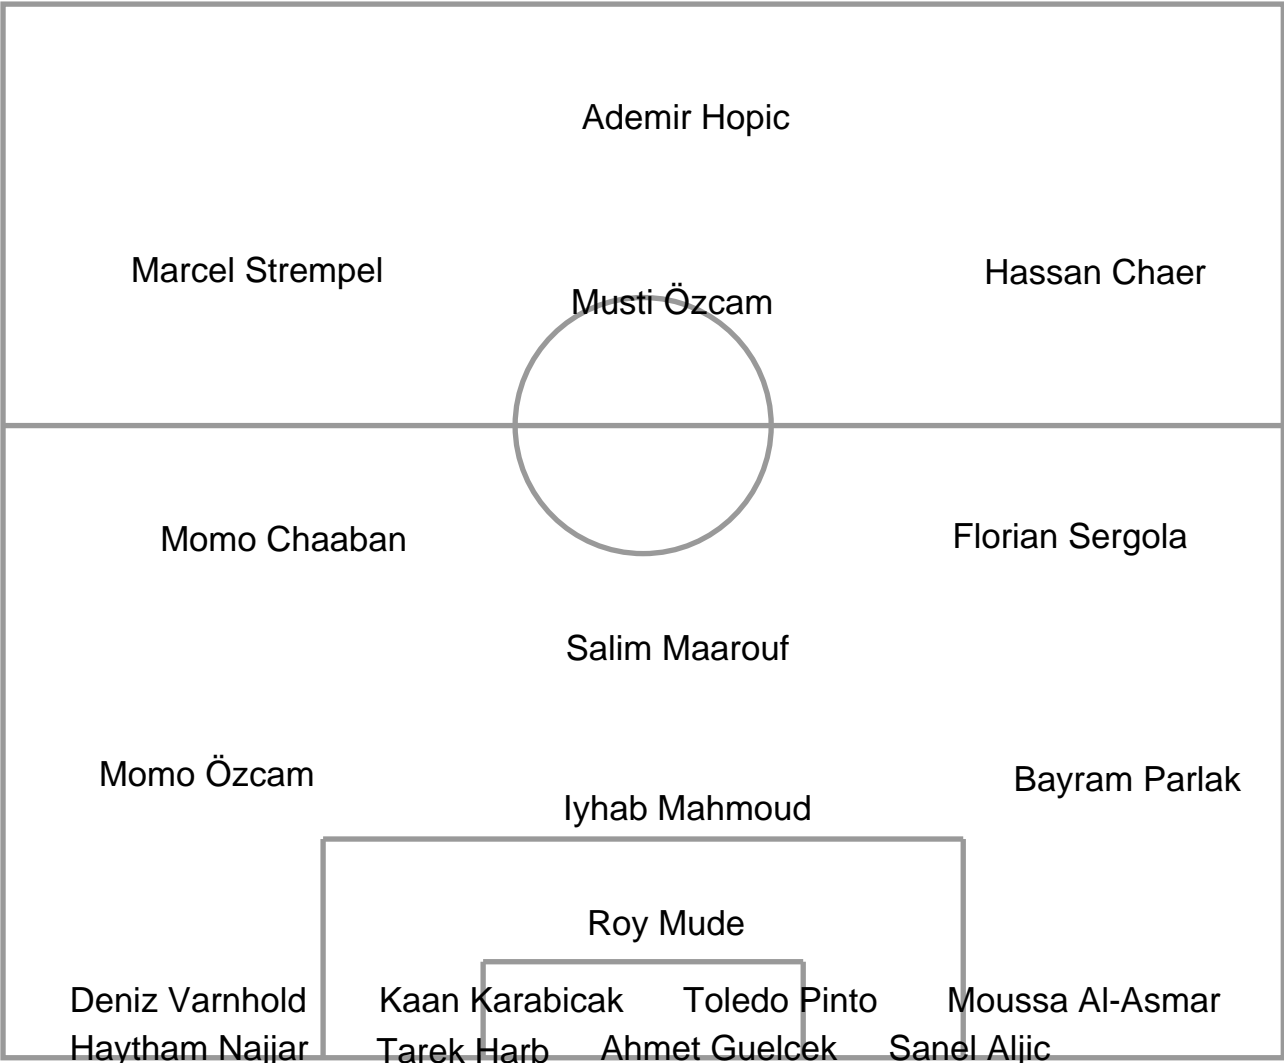 Ademir Hopic
Marcel Strempel
Hassan Chaer
Musti Özcam
Momo Chaaban
Florian Sergola
Salim Maarouf
Momo Özcam
Bayram Parlak
Iyhab Mahmoud
Roy Mude
Deniz Varnhold Kaan Karabicak Toledo Pinto Moussa Al-Asmar
Haytham Najjar Tarek Harb Ahmet Guelcek Sanel Aljic